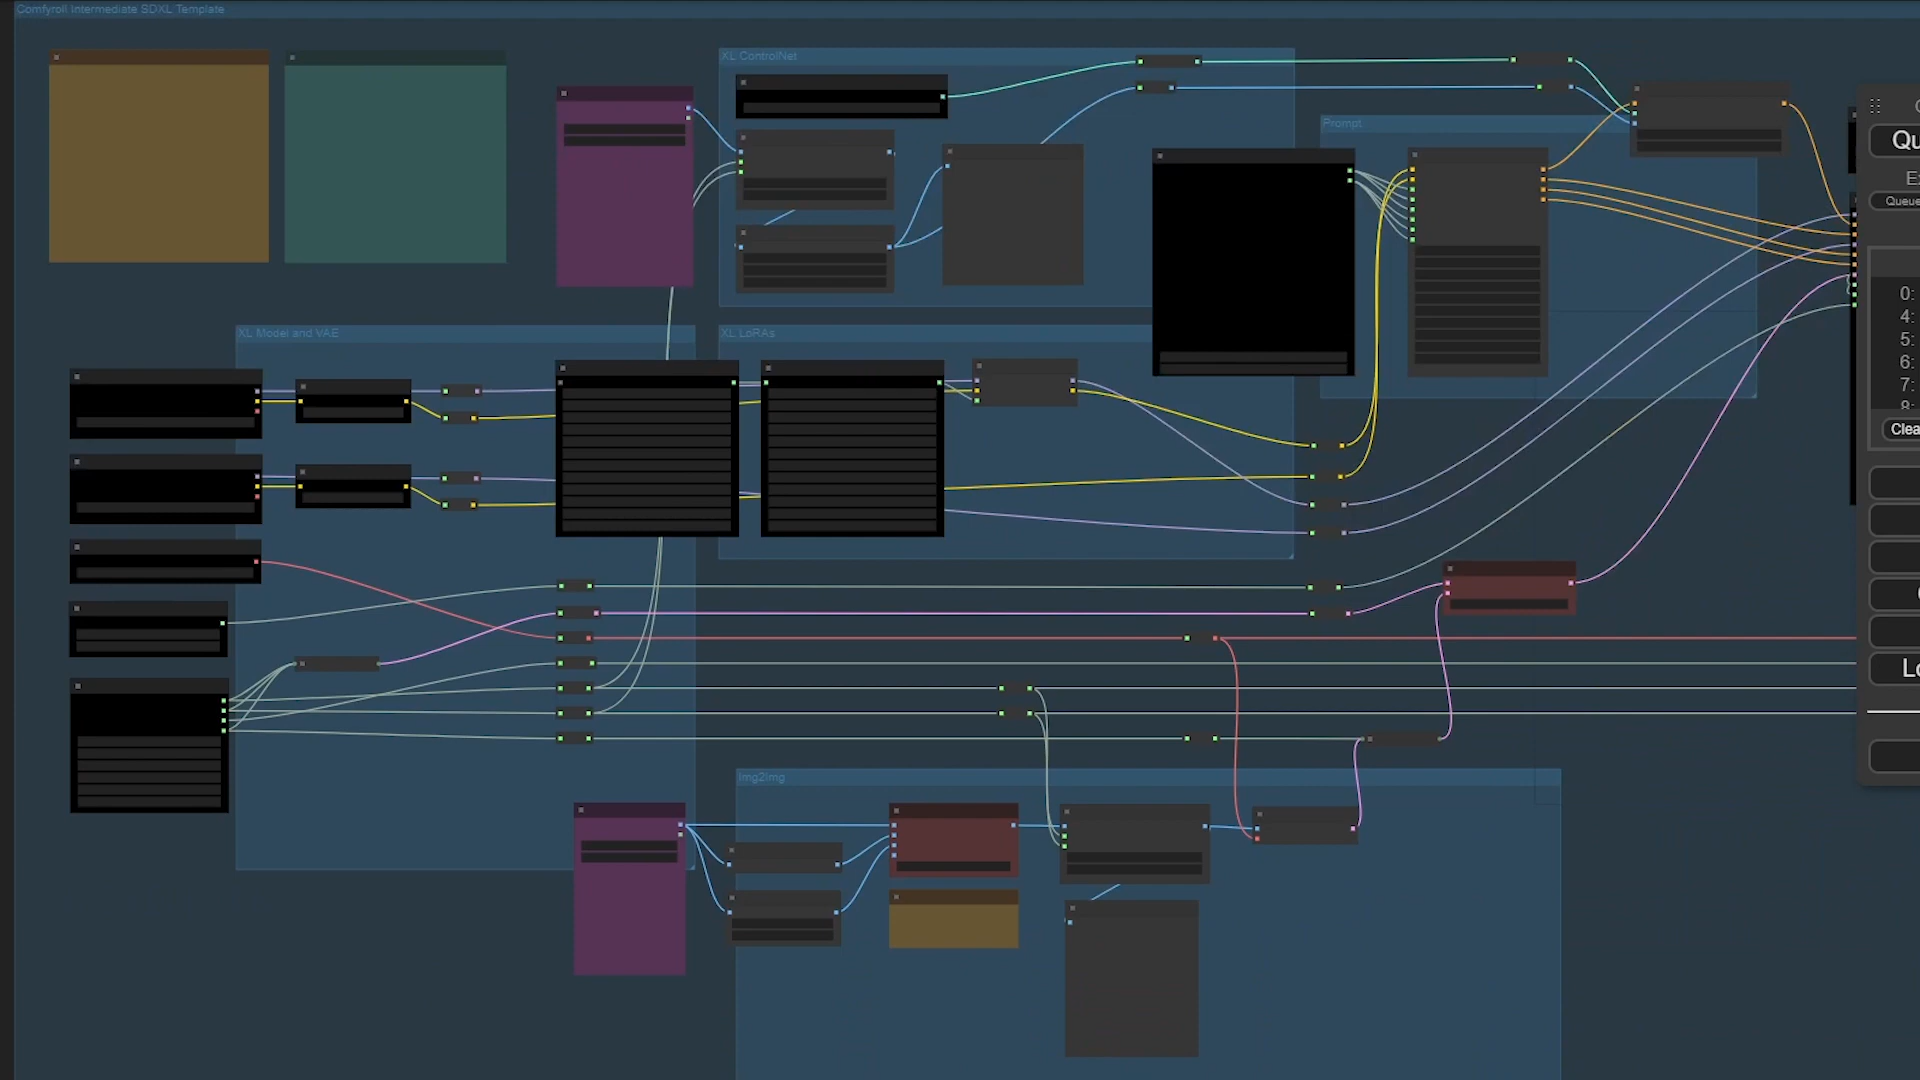 Comfyroll Intermediate SDXL Template
XL ControlNet
Prompt
Qu
Queue
0:
4:
5:
6:
7:
8:
Clea
XL Model and VAE
XL LoRAs
Lo
Img2Img